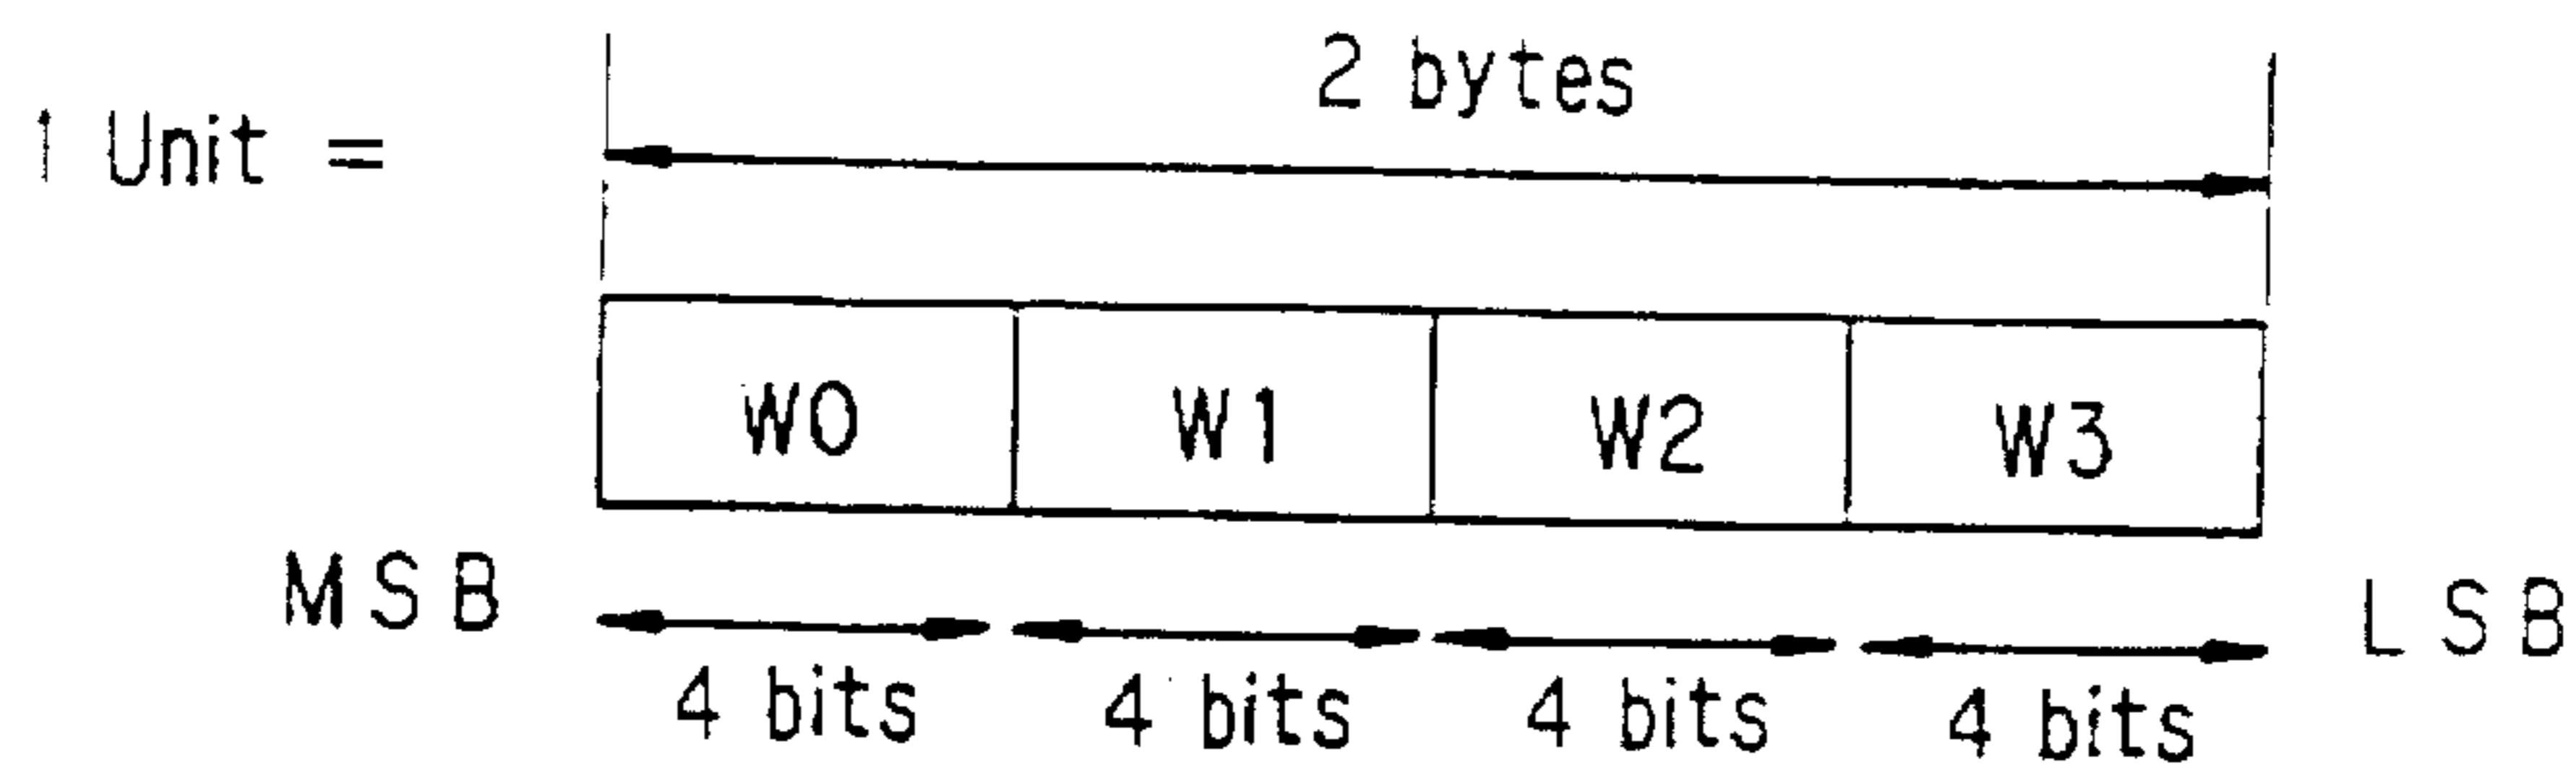 2 bytes
1 Unit =
W0 W1 W2 W3
MSB LSB
4 bits 4 bits 4 bits 4 bits